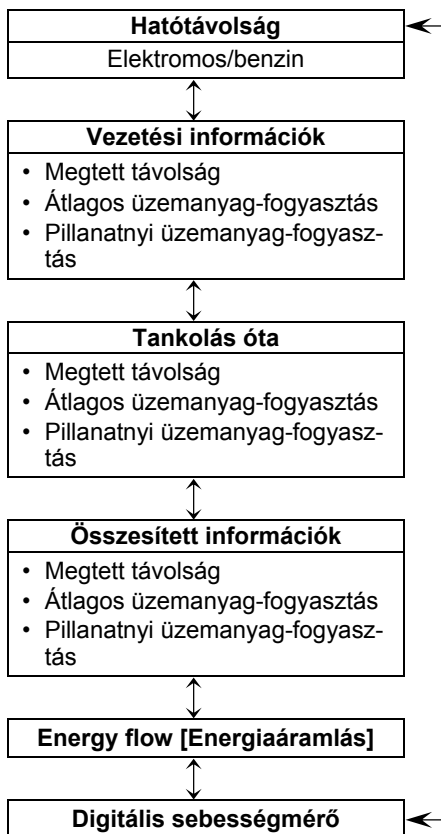 Hatótávolság
Elektromos/benzin
Vezetési információk
• Megtett távolság
• Átlagos üzemanyag-fogyasztás
• Pillanatnyi üzemanyag-fogyasz-
tás
Tankolás óta
• Megtett távolság
• Átlagos üzemanyag-fogyasztás
• Pillanatnyi üzemanyag-fogyasz-
tás
Összesített információk
• Megtett távolság
• Átlagos üzemanyag-fogyasztás
• Pillanatnyi üzemanyag-fogyasz-
tás
Energy flow [Energiaáramlás]
Digitális sebességmérő